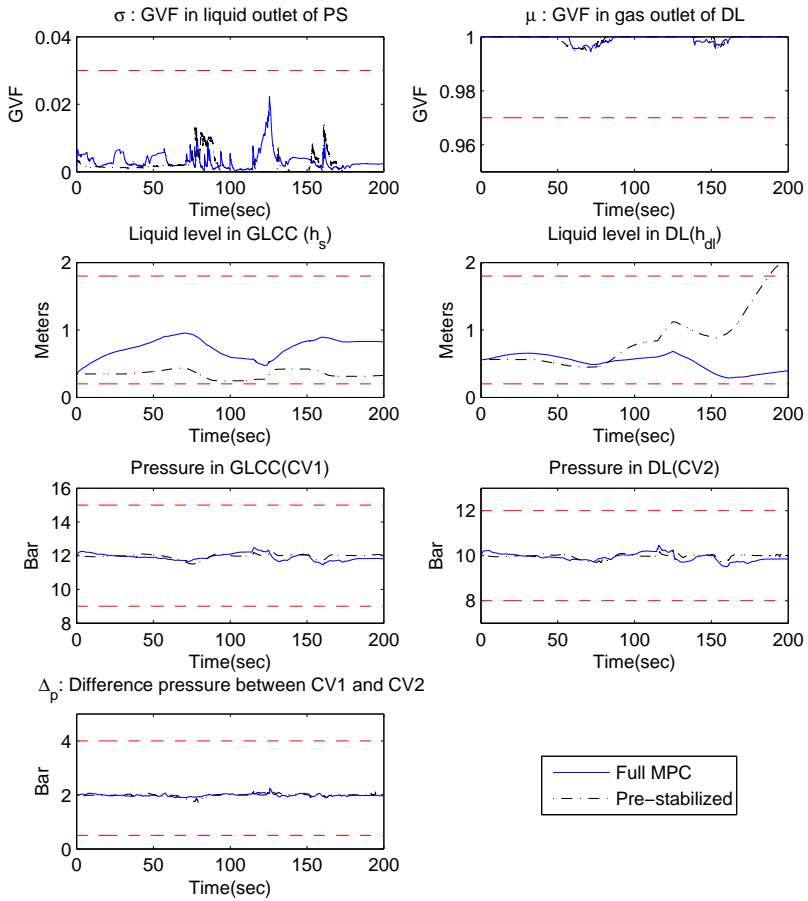 σ : GVF in liquid outlet of PS
GVF
0.04
0.02
0
0 50 100 150 200
Time(sec)
μ : GVF in gas outlet of DL
GVF
1
0.98
0.97
0.96
0 50 100 150 200
Time(sec)
Liquid level in GLCC (h_s)
Meters
2
1
0
0 50 100 150 200
Time(sec)
Liquid level in DL(h_dl)
Meters
2
1
0
0 50 100 150 200
Time(sec)
Pressure in GLCC(CV1)
Bar
16
14
12
10
8
0 50 100 150 200
Time(sec)
Pressure in DL(CV2)
Bar
12
10
8
0 50 100 150 200
Time(sec)
Δ_p: Difference pressure between CV1 and CV2
Bar
4
2
0
0 50 100 150 200
Time(sec)
Full MPC
Pre−stabilized